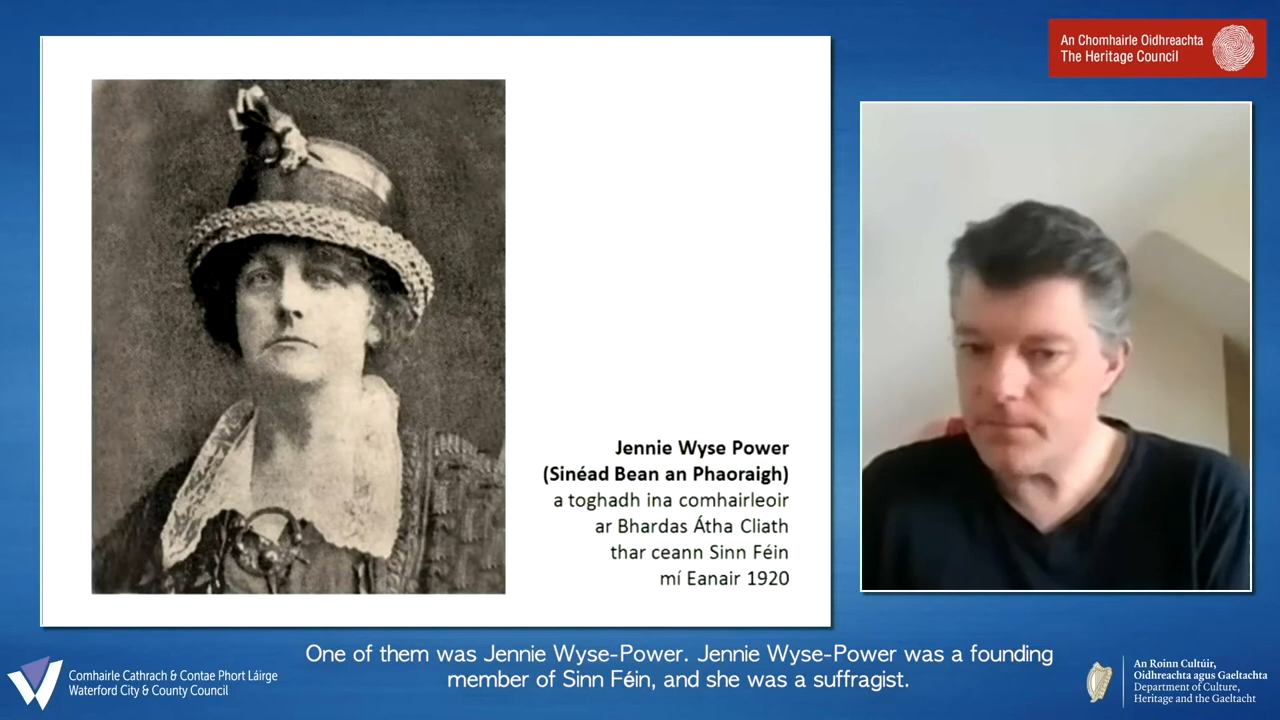 An Chomhairle Oidhreachta
The Heritage Council
Jennie Wyse Power
(Sinéad Bean an Phaoraigh)
a toghadh ina comhairleoir
ar Bhardas Átha Cliath
thar ceann Sinn Féin
mí Eanair 1920
One of them was Jennie Wyse-Power. Jennie Wyse-Power was a founding
member of Sinn Féin, and she was a suffragist.
Comhairle Cathrach & Contae Phort Láirge
Waterford City & County Council
An Roinn Cultúir,
Oidhreachta agus Gaeltachta
Department of Culture,
Heritage and the Gaeltacht